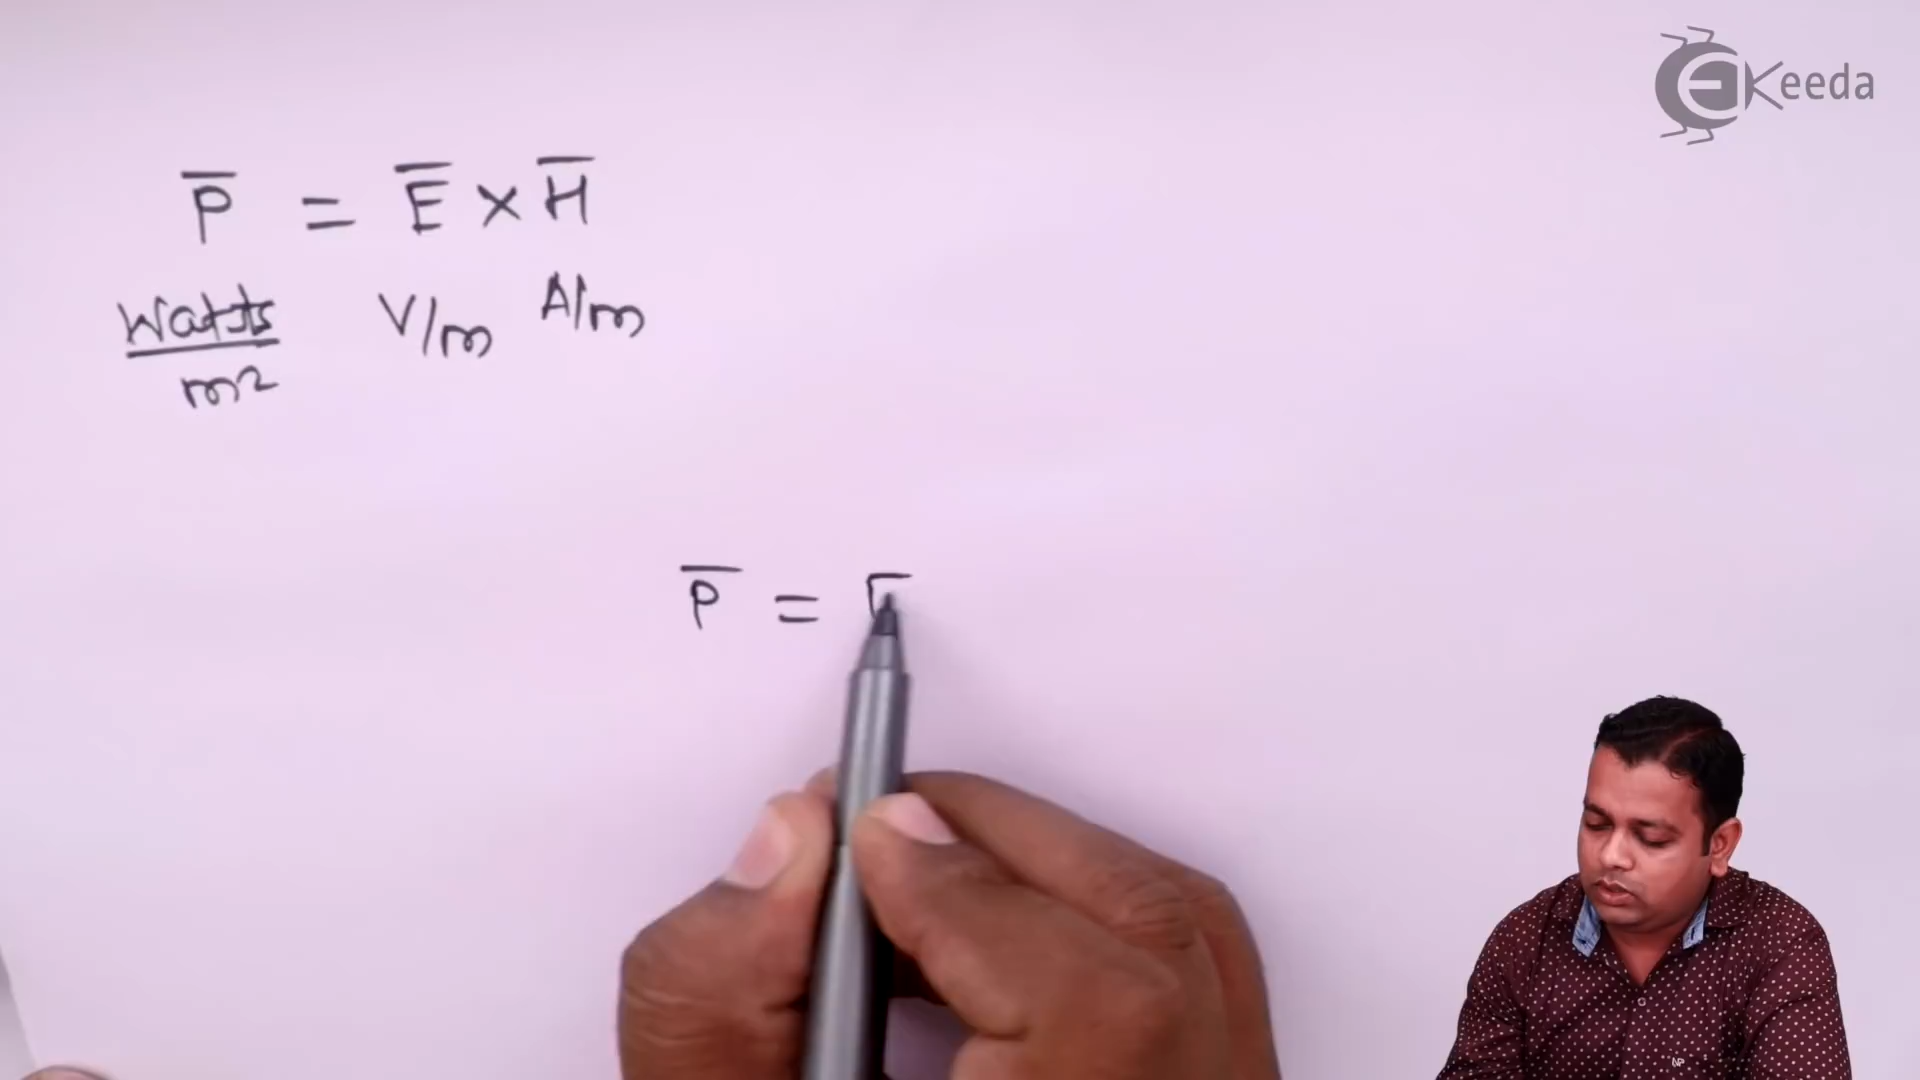 EKeeda
P̅ = E̅ × H̅
Watts/m² V/m A/m
P̅ =